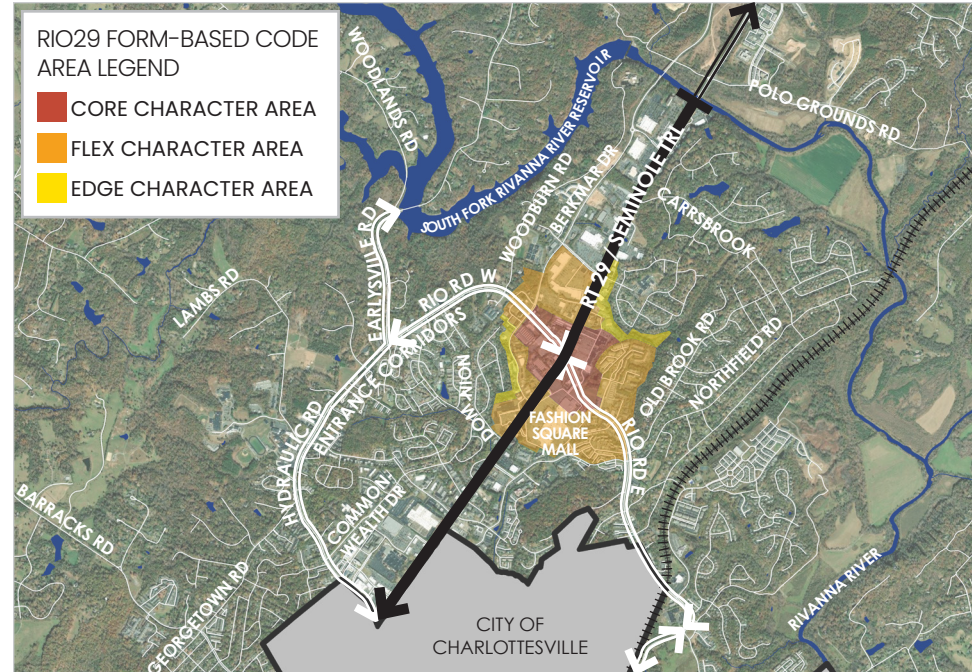 RIO29 FORM-BASED CODE
AREA LEGEND
CORE CHARACTER AREA
FLEX CHARACTER AREA
EDGE CHARACTER AREA
WOODLANDS RD
SOUTH FORK RIVANNA RIVER RESERVOIR
POLO GROUNDS RD
WOODBURN RD
BERKMAR DR
RT 29 / SEMINOLE TRL
CARRSBROOK
EARLYSVILLE RD
LAMBS RD
RIO RD W
ENTRANCE CORRIDORS
HYDRAULIC RD
DOMINION
OLDBROOK RD
NORTHFIELD RD
FASHION
SQUARE
MALL
RIO RD E
COMMON
WEALTH DR
BARRACKS RD
GEORGETOWN RD
RIVANNA RIVER
CITY OF
CHARLOTTESVILLE